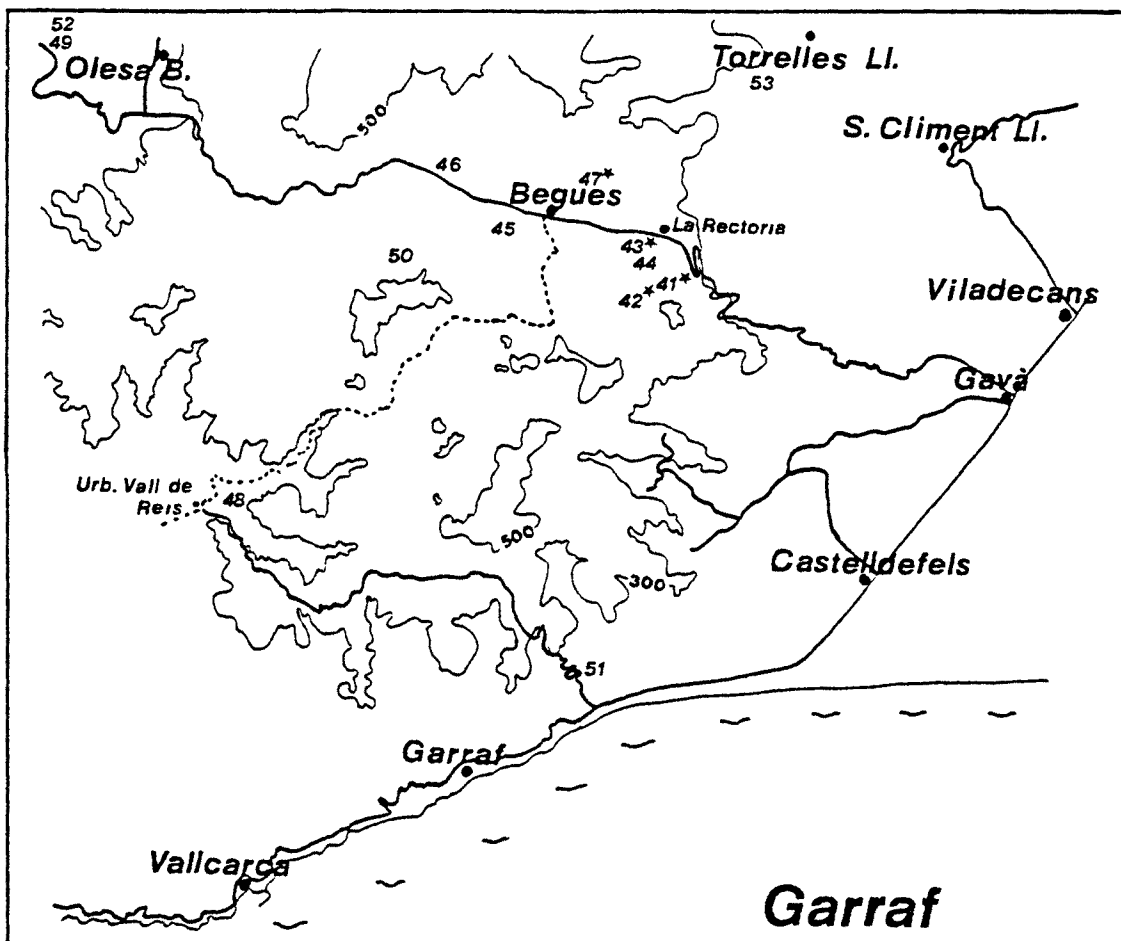 52
49
Olesa B.
Torrelles Ll.
53
500
S. Climent Ll.
46
47*
Begues
45
La Rectoria
43*
44
50
41*
42*
Viladecans
Gavà
Urb. Vall de
Reis
48
500
300
Castelldefels
51
Garraf
Vallcarca
Garraf